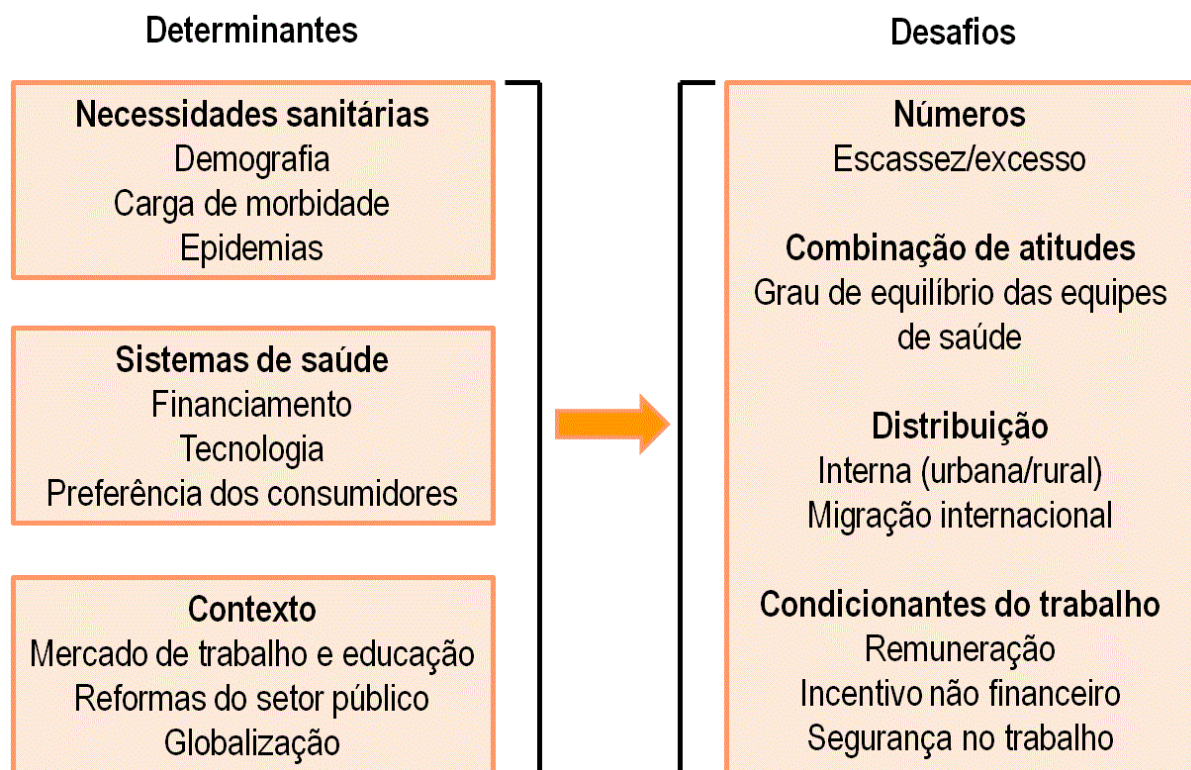 Determinantes
Necessidades sanitárias
Demografia
Carga de morbidade
Epidemias
Sistemas de saúde
Financiamento
Tecnologia
Preferência dos consumidores
Contexto
Mercado de trabalho e educação
Reformas do setor público
Globalização
Desafios
Números
Escassez/excesso
Combinação de atitudes
Grau de equilíbrio das equipes
de saúde
Distribuição
Interna (urbana/rural)
Migração internacional
Condicionantes do trabalho
Remuneração
Incentivo não financeiro
Segurança no trabalho